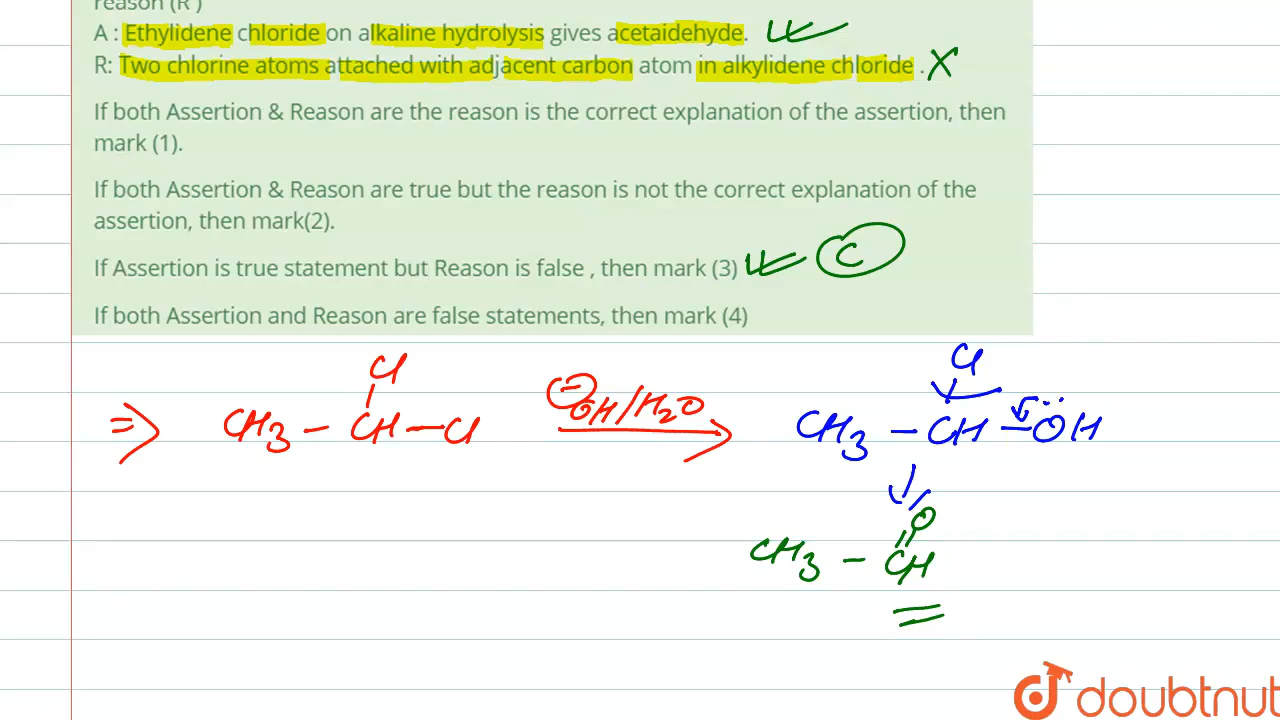 reason (R )
A : Ethylidene chloride on alkaline hydrolysis gives acetaidehyde.
R: Two chlorine atoms attached with adjacent carbon atom in alkylidene chloride .
If both Assertion & Reason are the reason is the correct explanation of the assertion, then
mark (1).
If both Assertion & Reason are true but the reason is not the correct explanation of the
assertion, then mark(2).
If Assertion is true statement but Reason is false , then mark (3) C
If both Assertion and Reason are false statements, then mark (4)
Cl Cl
⇒ CH3 – CH – Cl ⊖OH/H2O → CH3 – CH – ÖH
O
CH3 – CH
doubtnut